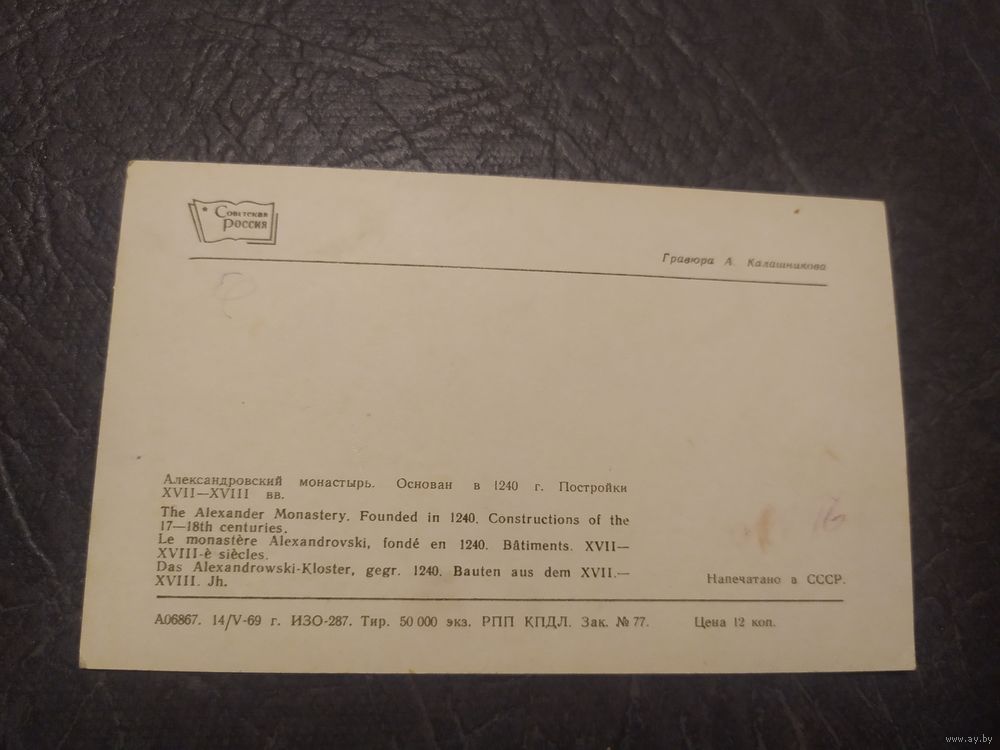 Советская
Россия
Гравюра А. Калашникова
Александровский монастырь. Основан в 1240 г. Постройки
XVII—XVIII вв.
The Alexander Monastery. Founded in 1240. Constructions of the
17—18th centuries.
Le monastère Alexandrovski, fondé en 1240. Bâtiments. XVII—
XVIII-è siècles.
Das Alexandrowski-Kloster, gegr. 1240. Bauten aus dem XVII.—
XVIII. Jh.
Напечатано в СССР.
А06867. 14/V-69 г. ИЗО-287. Тир. 50 000 экз. РПП КПДЛ. Зак. № 77. Цена 12 коп.
www.ay.by